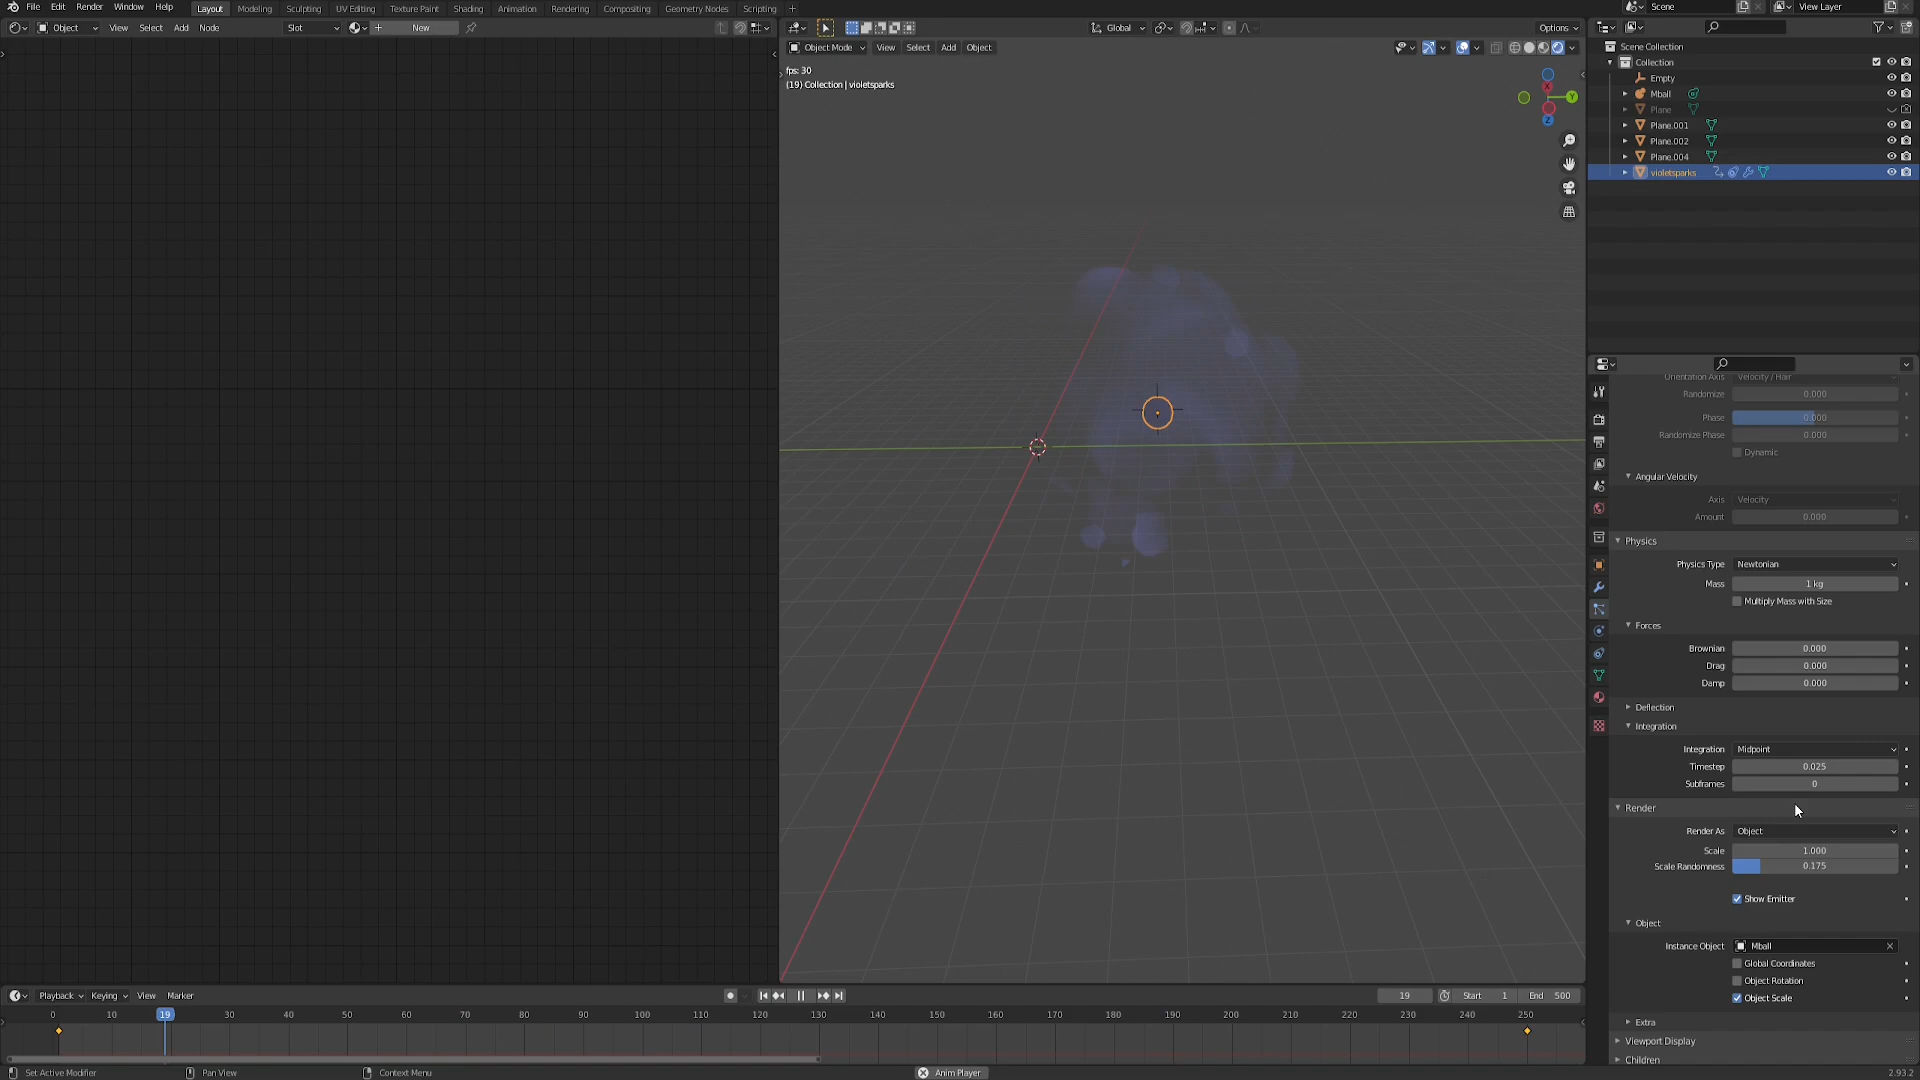 File Edit Render Window Help Layout Modeling Sculpting UV Editing Texture Paint Shading Animation Rendering Compositing Geometry Nodes Scripting + Scene View Layer
Object View Select Add Node Slot New
Global Options
Object Mode View Select Add Object
fps: 30
(19) Collection | violetsparks
X
Y
Z
Scene Collection
Collection
Empty
Mball
Plane
Plane.001
Plane.002
Plane.004
violetsparks
Orientation Axis Velocity / Hair
Randomize 0.000
Phase 0.000
Randomize Phase 0.000
Dynamic
Angular Velocity
Axis Velocity
Amount 0.000
Physics
Physics Type Newtonian
Mass 1 kg
Multiply Mass with Size
Forces
Brownian 0.000
Drag 0.000
Damp 0.000
Deflection
Integration
Integration Midpoint
Timestep 0.025
Subframes 0
Render
Render As Object
Scale 1.000
Scale Randomness 0.175
Show Emitter
Object
Instance Object Mball
Global Coordinates
Object Rotation
Object Scale
Extra
Viewport Display
Children
Playback Keying View Marker 19 Start 1 End 500
0 10 19 30 40 50 60 70 80 90 100 110 120 130 140 150 160 170 180 190 200 210 220 230 240 250
Set Active Modifier Pan View Context Menu Anim Player 2.93.2